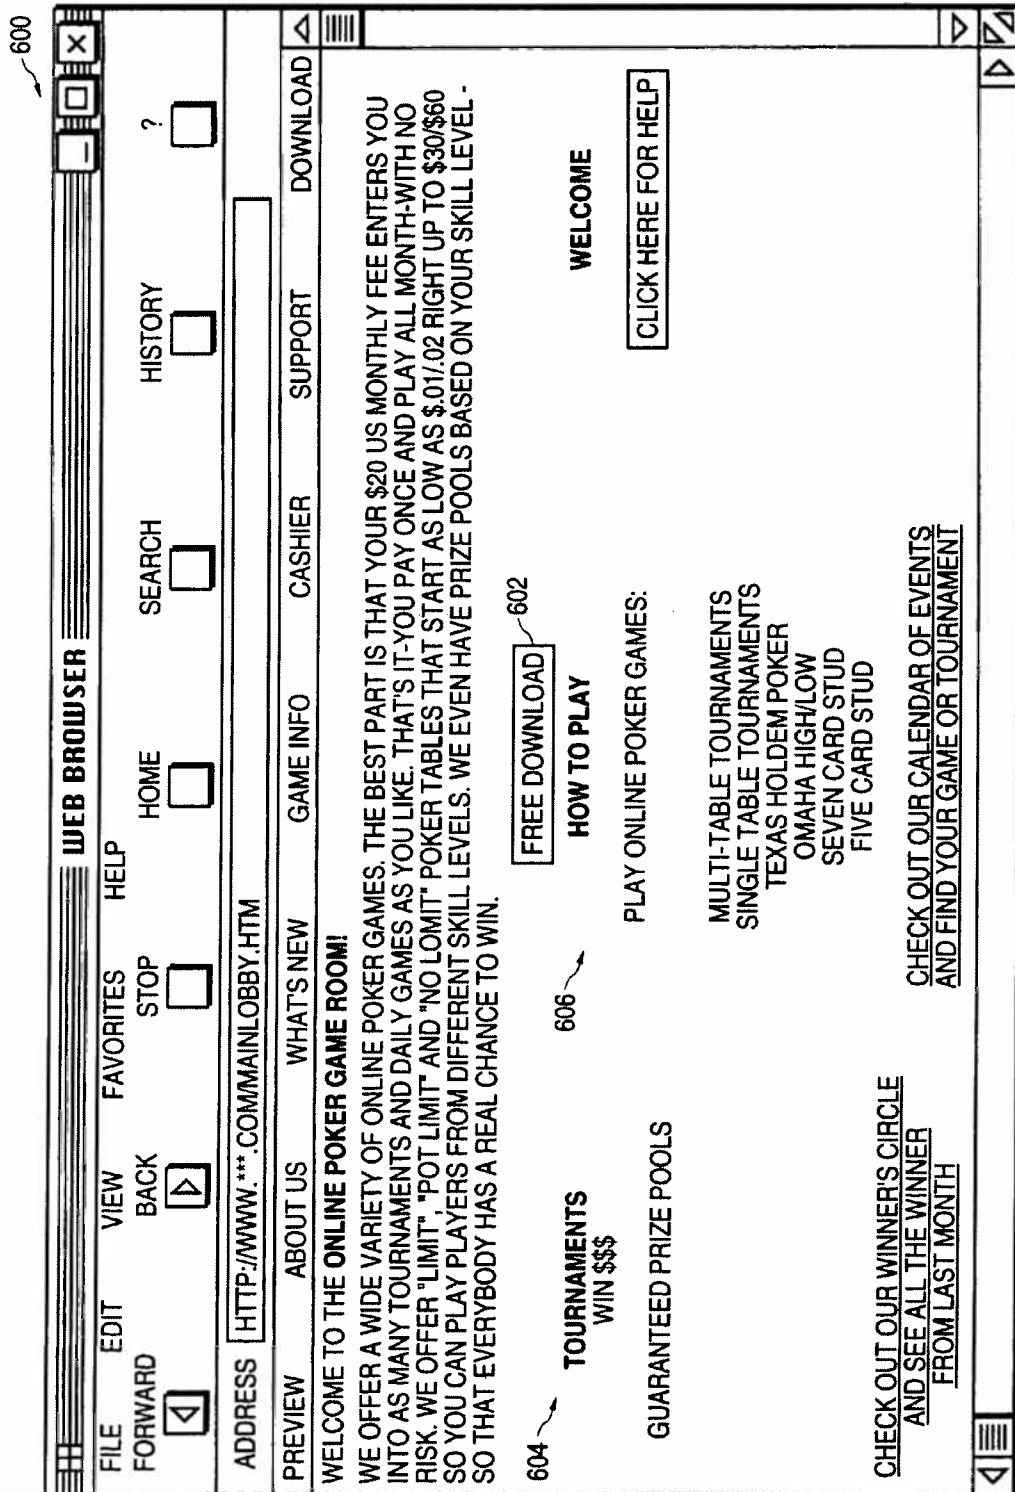 600
WEB BROWSER
FILE EDIT VIEW FAVORITES HELP
FORWARD BACK STOP HOME SEARCH HISTORY ?
ADDRESS HTTP://WWW.***.COM/MAINLOBBY.HTM
PREVIEW ABOUT US WHAT'S NEW GAME INFO CASHIER SUPPORT DOWNLOAD
WELCOME TO THE ONLINE POKER GAME ROOM!
WE OFFER A WIDE VARIETY OF ONLINE POKER GAMES. THE BEST PART IS THAT YOUR $20 US MONTHLY FEE ENTERS YOU
INTO AS MANY TOURNAMENTS AND DAILY GAMES AS YOU LIKE. THAT'S IT-YOU PAY ONCE AND PLAY ALL MONTH-WITH NO
RISK. WE OFFER "LIMIT", "POT LIMIT" AND "NO LOMIT" POKER TABLES THAT START AS LOW AS $.01/.02 RIGHT UP TO $30/$60
SO YOU CAN PLAY PLAYERS FROM DIFFERENT SKILL LEVELS. WE EVEN HAVE PRIZE POOLS BASED ON YOUR SKILL LEVEL -
SO THAT EVERYBODY HAS A REAL CHANCE TO WIN.
FREE DOWNLOAD 602
604
TOURNAMENTS
WIN $$$
GUARANTEED PRIZE POOLS
606
HOW TO PLAY
PLAY ONLINE POKER GAMES:
MULTI-TABLE TOURNAMENTS
SINGLE TABLE TOURNAMENTS
TEXAS HOLDEM POKER
OMAHA HIGH/LOW
SEVEN CARD STUD
FIVE CARD STUD
WELCOME
CLICK HERE FOR HELP
CHECK OUT OUR WINNER'S CIRCLE
AND SEE ALL THE WINNER
FROM LAST MONTH
CHECK OUT OUR CALENDAR OF EVENTS
AND FIND YOUR GAME OR TOURNAMENT